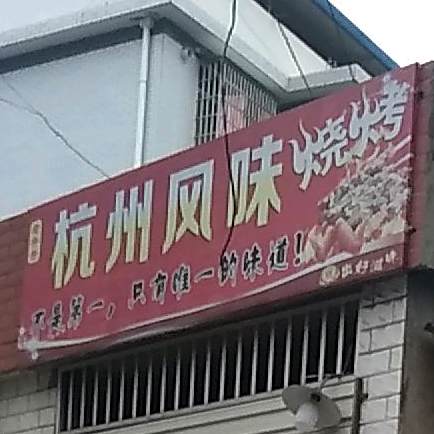 杭州风味烧烤
不是第一，只有唯一的味道！